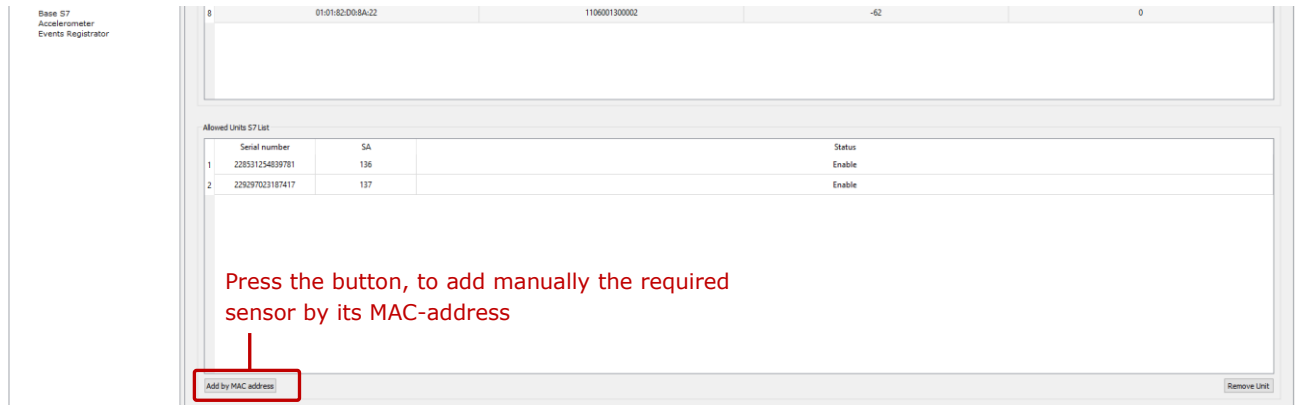 Base S7
Accelerometer
Events Registrator
8 01:01:82:D0:8A:22 1106001300002 -62 0
Allowed Units S7 List
Serial number SA Status
1 228531254839781 136 Enable
2 229297023187417 137 Enable
Press the button, to add manually the required
sensor by its MAC-address
Add by MAC address Remove Unit